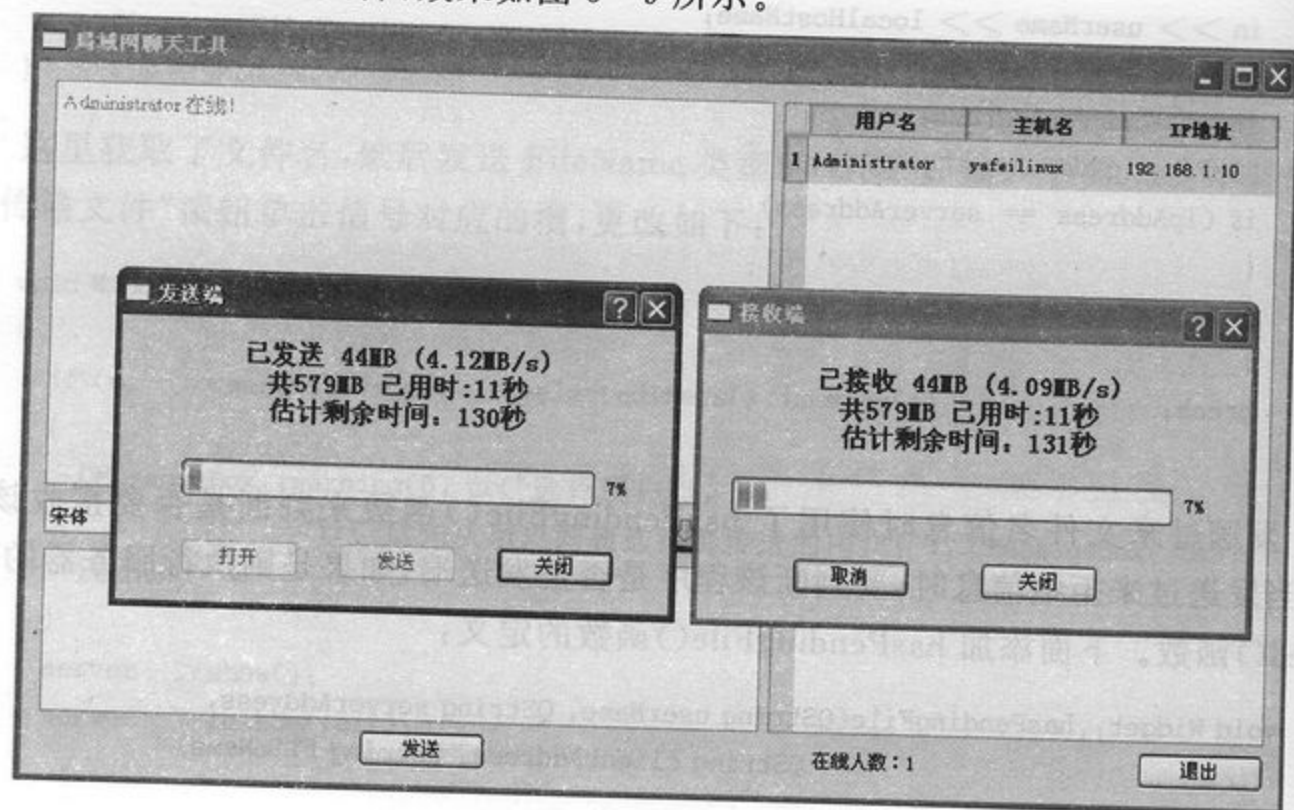 所示。
局域网聊天工具
Administrator 在线!
用户名 主机名 IP地址
1 Administrator yafeilinux 192.168.1.10
发送端
已发送 44MB (4.12MB/s)
共579MB 已用时:11秒
估计剩余时间: 130秒
7%
打开 发送 关闭
接收端
已接收 44MB (4.09MB/s)
共579MB 已用时:11秒
估计剩余时间: 131秒
7%
取消 关闭
宋体
发送
在线人数:1
退出